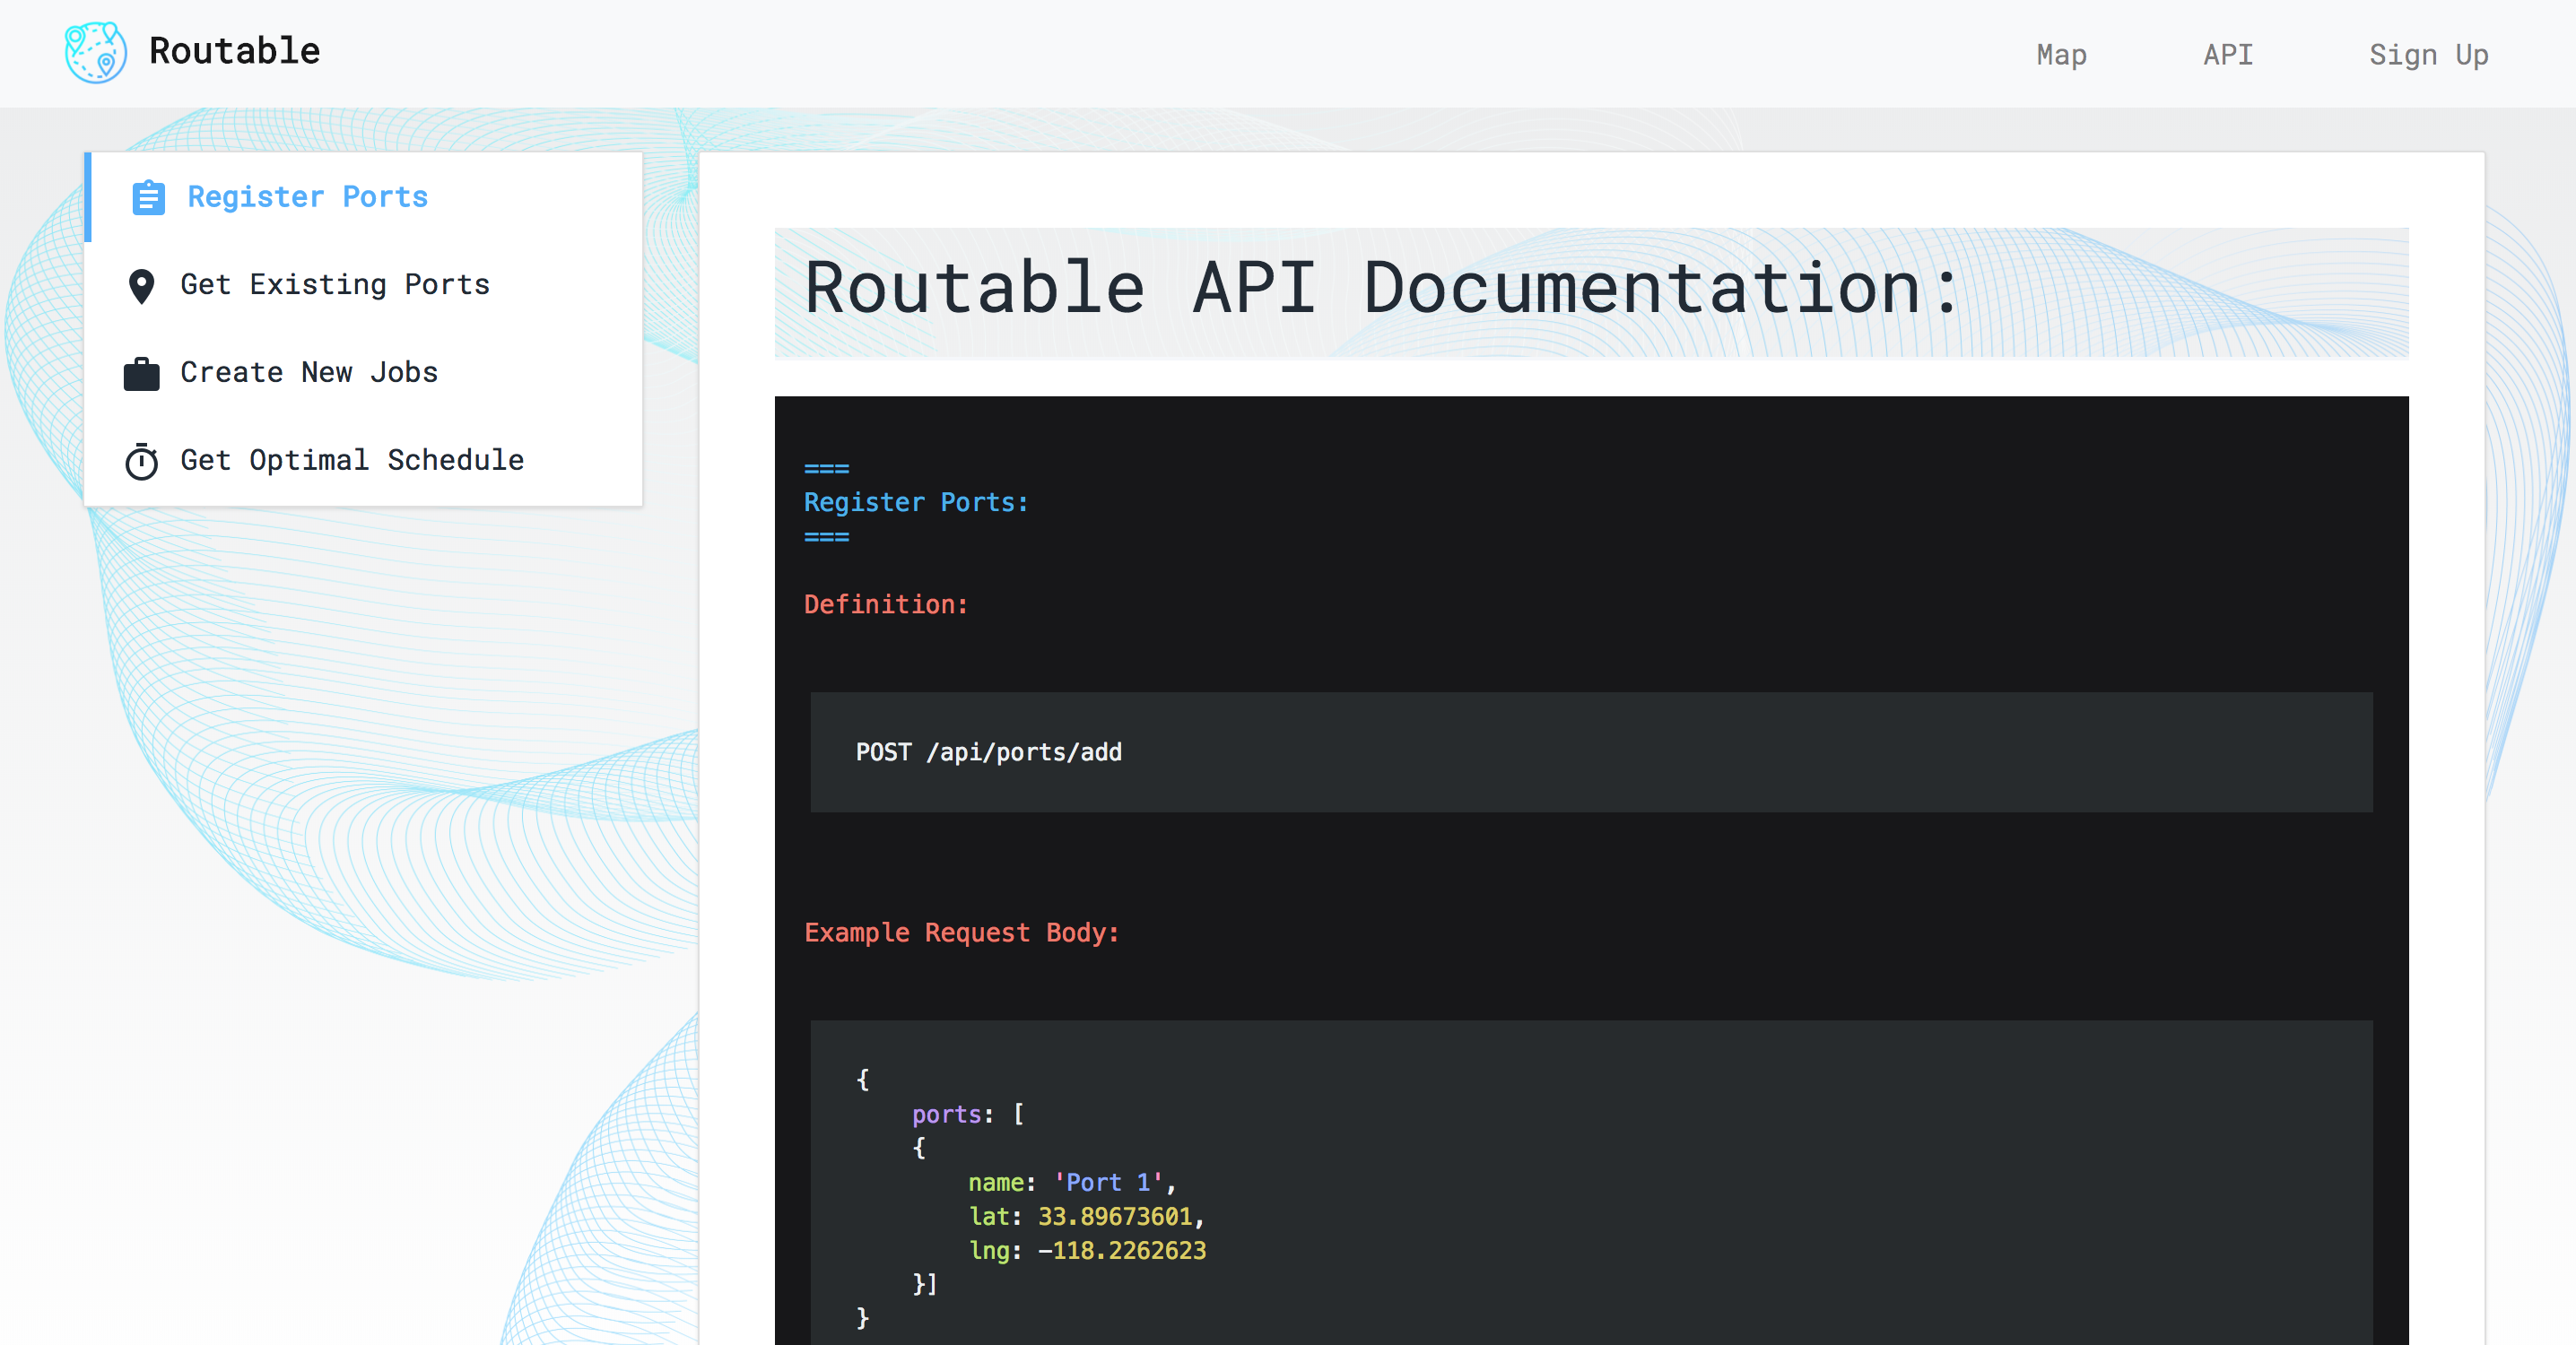 Routable
Map
API
Sign Up
Register Ports
Get Existing Ports
Create New Jobs
Get Optimal Schedule
Routable API Documentation:
===
Register Ports:
===
Definition:
POST /api/ports/add
Example Request Body:
{
ports: [
{
name: 'Port 1',
lat: 33.89673601,
lng: −118.2262623
}]
}